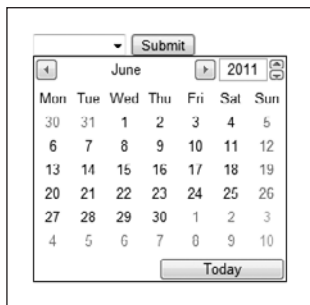 Submit
June 2011
Mon Tue Wed Thu Fri Sat Sun
30 31 1 2 3 4 5
6 7 8 9 10 11 12
13 14 15 16 17 18 19
20 21 22 23 24 25 26
27 28 29 30 1 2 3
4 5 6 7 8 9 10
Today